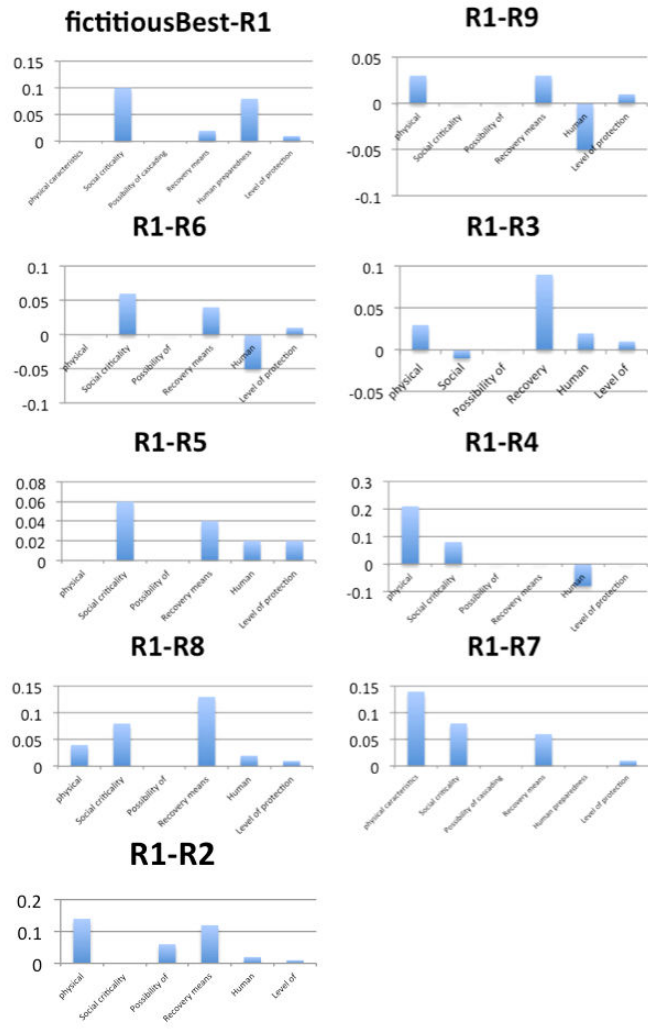 fictitiousBest-R1
0.15
0.1
0.05
0
physical caracteristics
Social criticality
Possibility of cascading
Recovery means
Human preparedness
Level of protection
R1-R9
0.05
0
-0.05
-0.1
physical
Social criticality
Possibility of
Recovery means
Human
Level of protection
R1-R6
0.1
0.05
0
-0.05
-0.1
physical
Social criticality
Possibility of
Recovery means
Human
Level of protection
R1-R3
0.1
0.05
0
-0.05
physical
Social
Possibility of
Recovery
Human
Level of
R1-R5
0.08
0.06
0.04
0.02
0
physical
Social criticality
Possibility of
Recovery means
Human
Level of protection
R1-R4
0.3
0.2
0.1
0
-0.1
physical
Social criticality
Possibility of
Recovery means
Human
Level of protection
R1-R8
0.15
0.1
0.05
0
physical
Social criticality
Possibility of
Recovery means
Human
Level of protection
R1-R7
0.15
0.1
0.05
0
physical caracteristics
Social criticality
Possibility of cascading
Recovery means
Human preparedness
Level of protection
R1-R2
0.2
0.1
0
physical
Social criticality
Possibility of
Recovery means
Human
Level of